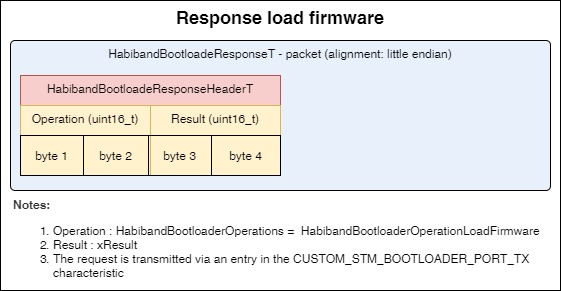 Response load firmware
HabibandBootloadeResponseT - packet (alignment: little endian)
HabibandBootloadeResponseHeaderT
Operation (uint16_t) Result (uint16_t)
byte 1 byte 2 byte 3 byte 4
Notes:
1. Operation : HabibandBootloaderOperations = HabibandBootloaderOperationLoadFirmware
2. Result : xResult
3. The request is transmitted via an entry in the CUSTOM_STM_BOOTLOADER_PORT_TX
characteristic